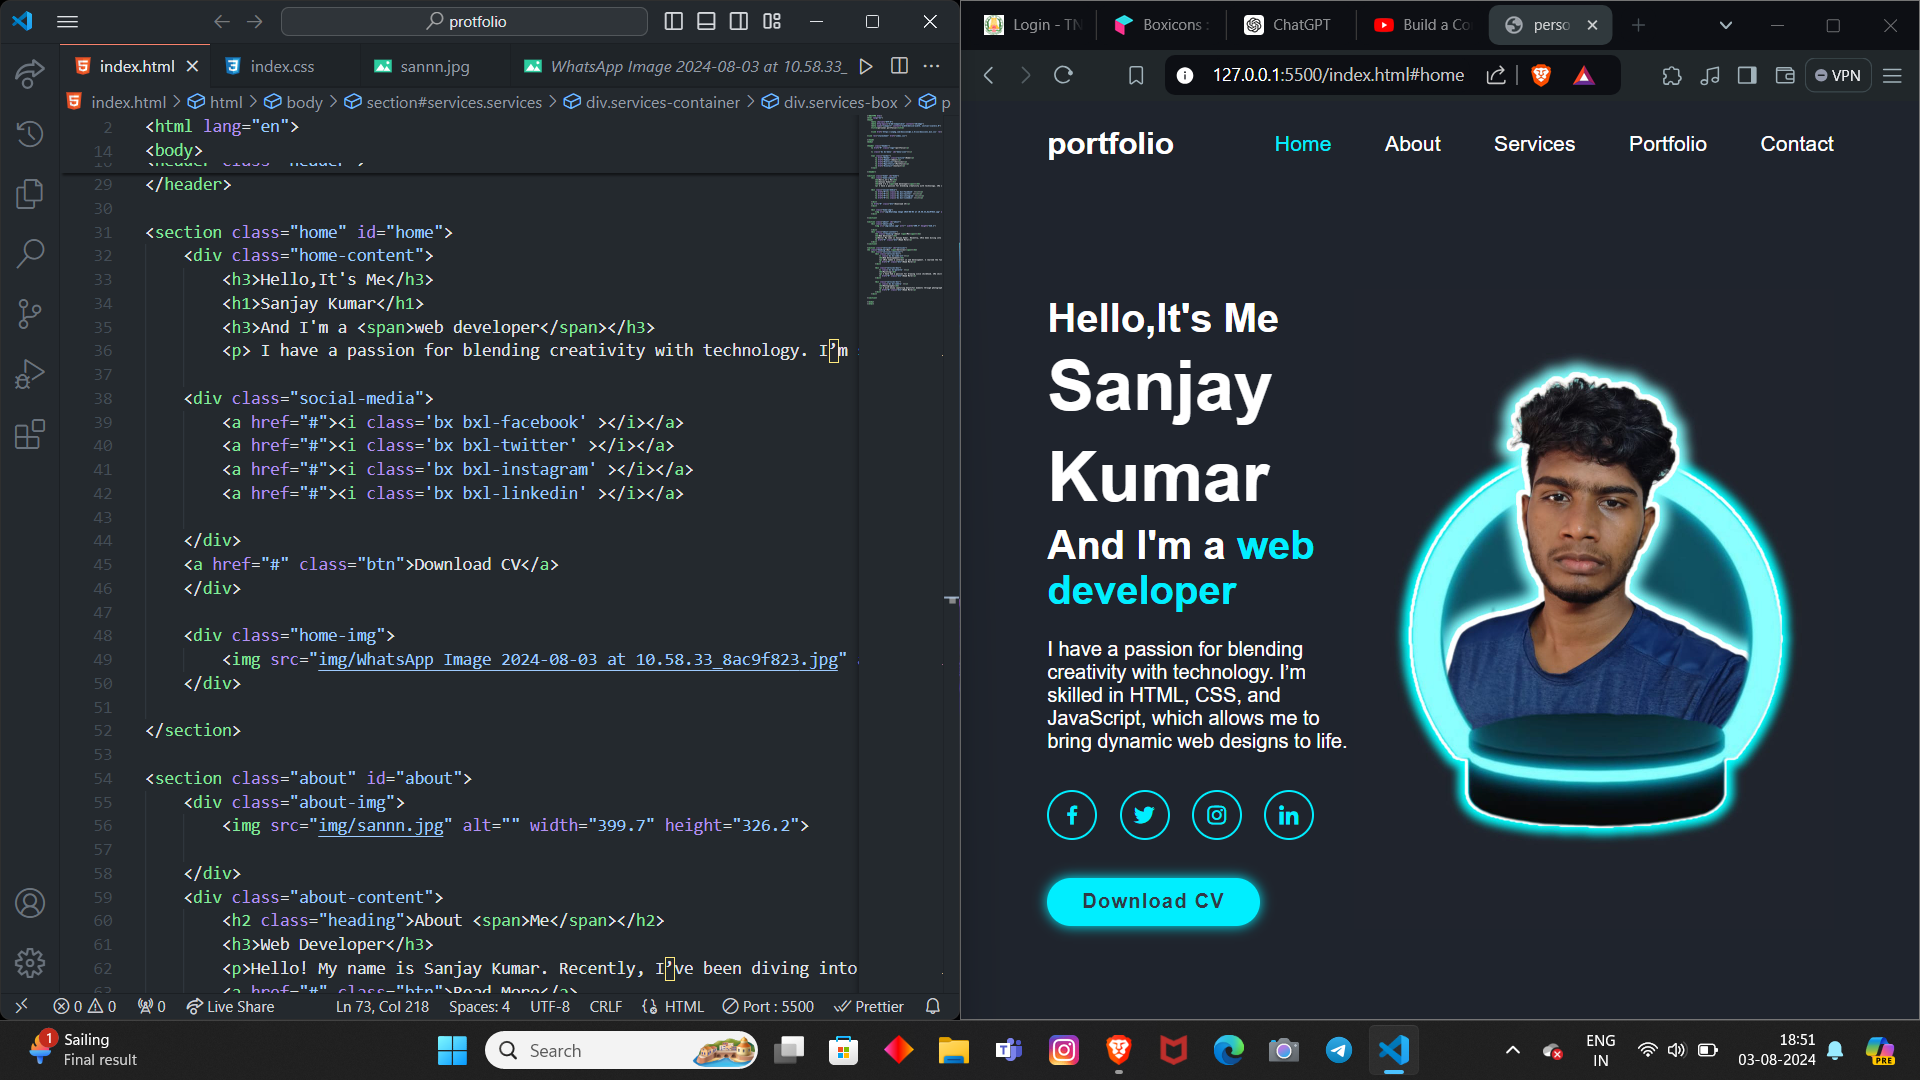 protfolio
index.html
index.css
sannn.jpg
WhatsApp Image 2024-08-03 at 10.58.33_
index.html > html > body > section#services.services > div.services-container > div.services-box > p
2 <html lang="en">
14 <body>
29 </header>
30
31 <section class="home" id="home">
32 <div class="home-content">
33 <h3>Hello,It's Me</h3>
34 <h1>Sanjay Kumar</h1>
35 <h3>And I'm a <span>web developer</span></h3>
36 <p> I have a passion for blending creativity with technology. I’m
37
38 <div class="social-media">
39 <a href="#"><i class='bx bxl-facebook' ></i></a>
40 <a href="#"><i class='bx bxl-twitter' ></i></a>
41 <a href="#"><i class='bx bxl-instagram' ></i></a>
42 <a href="#"><i class='bx bxl-linkedin' ></i></a>
43
44 </div>
45 <a href="#" class="btn">Download CV</a>
46 </div>
47
48 <div class="home-img">
49 <img src="img/WhatsApp Image 2024-08-03 at 10.58.33_8ac9f823.jpg"
50 </div>
51
52 </section>
53
54 <section class="about" id="about">
55 <div class="about-img">
56 <img src="img/sannn.jpg" alt="" width="399.7" height="326.2">
57
58 </div>
59 <div class="about-content">
60 <h2 class="heading">About <span>Me</span></h2>
61 <h3>Web Developer</h3>
62 <p>Hello! My name is Sanjay Kumar. Recently, I’ve been diving into
63 <a href="#" class="btn">Read More</a>
0 0 0 Live Share Ln 73, Col 218 Spaces: 4 UTF-8 CRLF HTML Port : 5500 Prettier
Login - TN
Boxicons :
ChatGPT
Build a Co
perso
127.0.0.1:5500/index.html#home
VPN
portfolio
Home About Services Portfolio Contact
Hello,It's Me
Sanjay
Kumar
And I'm a web
developer
I have a passion for blending
creativity with technology. I’m
skilled in HTML, CSS, and
JavaScript, which allows me to
bring dynamic web designs to life.
Download CV
1
Sailing
Final result
Search
ENG
IN
18:51
03-08-2024
PRE